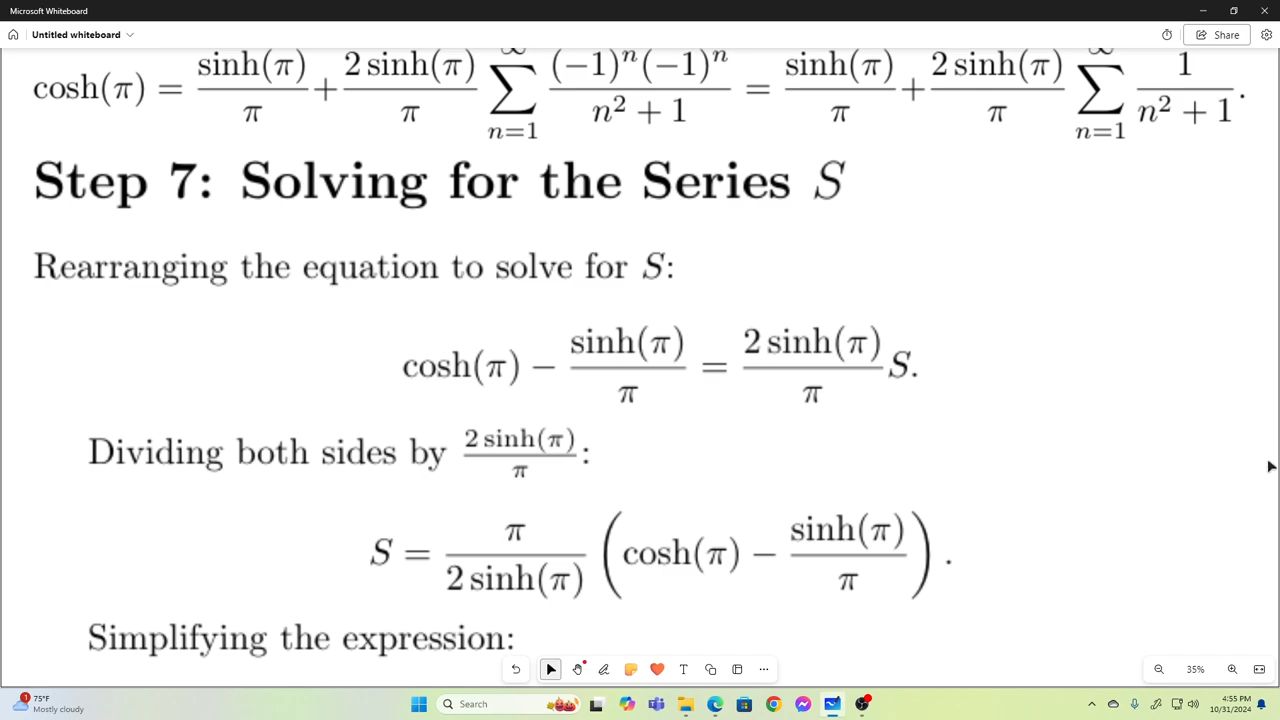 Microsoft Whiteboard
Untitled whiteboard
Share
cosh(π) = sinh(π)/π + 2 sinh(π)/π ∑_{n=1}^{∞} (−1)^n(−1)^n/(n² + 1) = sinh(π)/π + 2 sinh(π)/π ∑_{n=1}^{∞} 1/(n² + 1).
Step 7: Solving for the Series S
Rearranging the equation to solve for S:
cosh(π) − sinh(π)/π = 2 sinh(π)/π S.
Dividing both sides by 2 sinh(π)/π:
S = π/(2 sinh(π)) (cosh(π) − sinh(π)/π).
Simplifying the expression:
35%
1
75°F
Mostly cloudy
Search
4:55 PM
10/31/2024